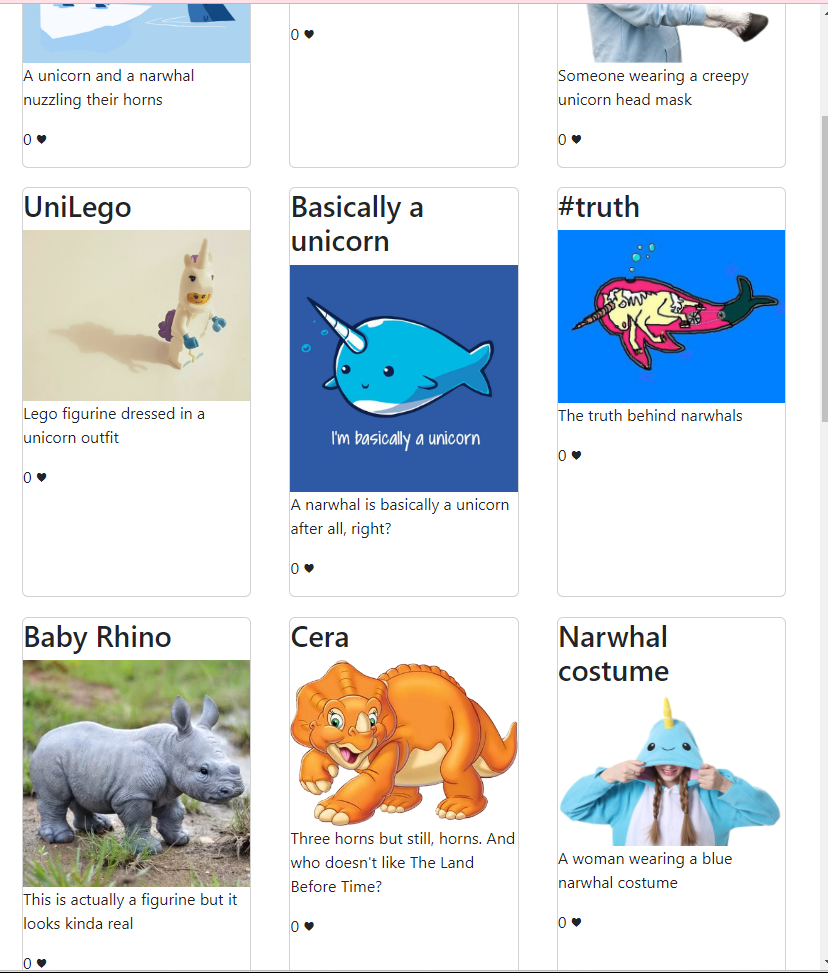 A unicorn and a narwhal
nuzzling their horns
0 ♥
0 ♥
Someone wearing a creepy
unicorn head mask
0 ♥
UniLego
Lego figurine dressed in a
unicorn outfit
0 ♥
Basically a
unicorn
I'm basically a unicorn
A narwhal is basically a unicorn
after all, right?
0 ♥
#truth
The truth behind narwhals
0 ♥
Baby Rhino
This is actually a figurine but it
looks kinda real
0 ♥
Cera
Three horns but still, horns. And
who doesn't like The Land
Before Time?
0 ♥
Narwhal
costume
A woman wearing a blue
narwhal costume
0 ♥